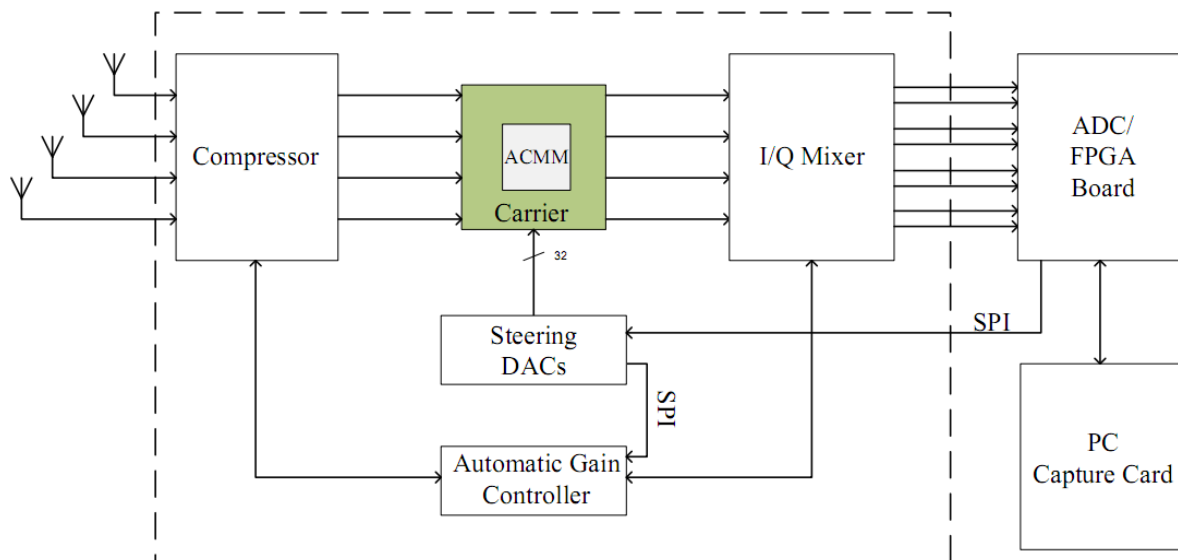 Compressor
ACMM
Carrier
I/Q Mixer
ADC/
FPGA
Board
32
Steering
DACs
SPI
SPI
Automatic Gain
Controller
PC
Capture Card